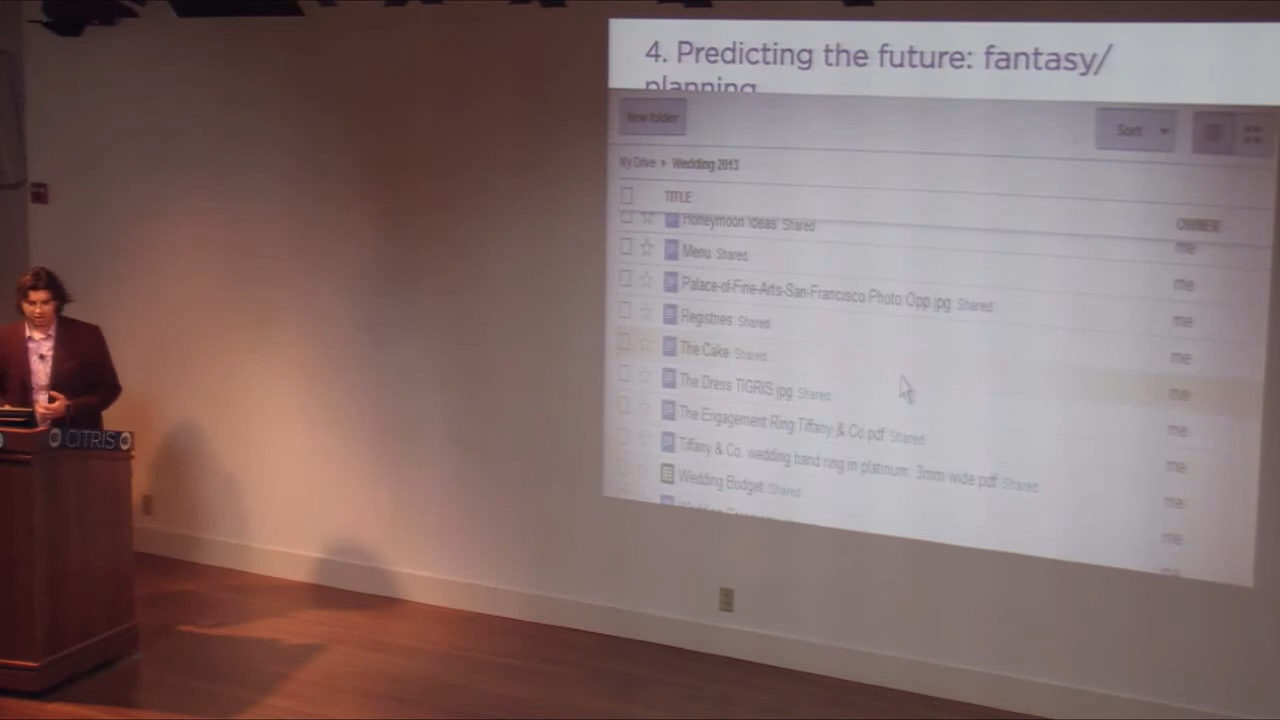 4. Predicting the future: fantasy/
planning
New folder
Sort
My Drive > Wedding 2013
TITLE
OWNER
Honeymoon Ideas Shared
me
Menu Shared
me
Palace-of-Fine-Arts-San-Francisco Photo Opp.jpg Shared
me
Registries Shared
me
The Cake Shared
me
The Dress TIGRIS.jpg Shared
me
The Engagement Ring Tiffany & Co.pdf Shared
me
Tiffany & Co. wedding band ring in platinum. 3mm wide.pdf Shared
me
Wedding Budget Shared
me
CITRIS